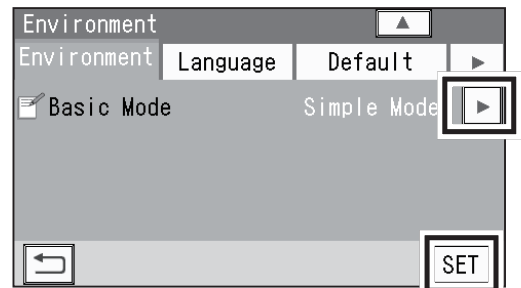 Environment
Environment Language Default
Basic Mode Simple Mode
SET